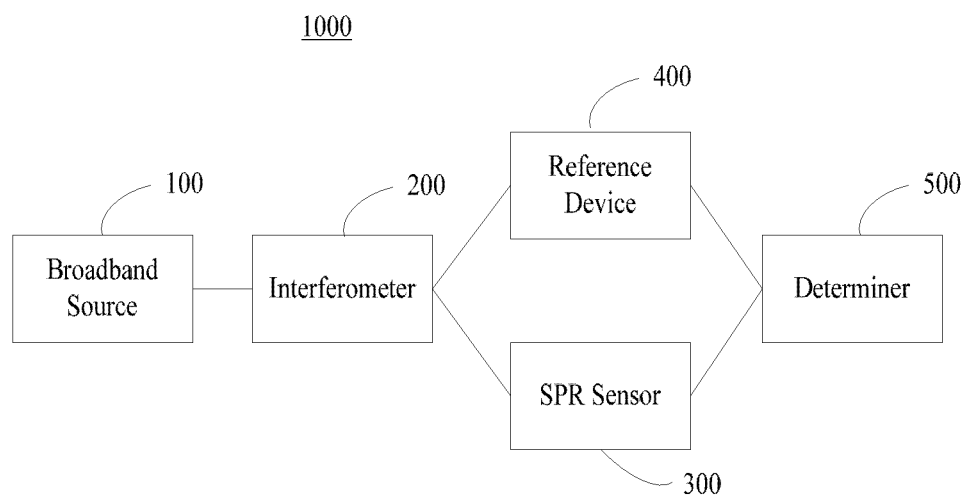 1000
400
Reference
Device
100
200
500
Broadband
Source
Interferometer
Determiner
SPR Sensor
300